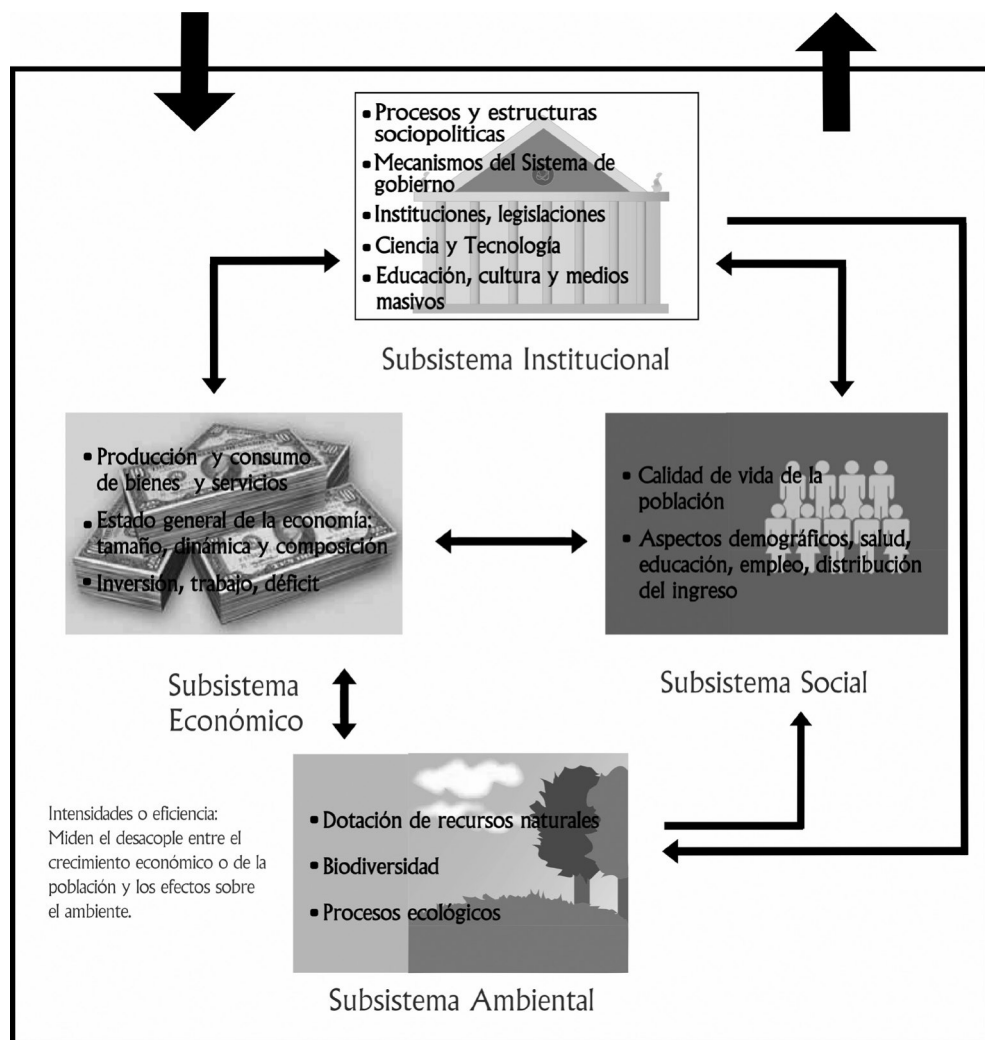 • Procesos y estructuras
sociopoliticas
• Mecanismos del Sistema de
gobierno
• Instituciones, legislaciones
• Ciencia y Tecnología
• Educación, cultura y medios
masivos
Subsistema Institucional
• Producción y consumo
de bienes y servicios
• Estado general de la economía;
tamaño, dinámica y composición
• Inversión, trabajo, déficit
Subsistema
Económico
• Calidad de vida de la
población
• Aspectos demográficos, salud,
educación, empleo, distribución
del ingreso
Subsistema Social
Intensidades o eficiencia:
Miden el desacople entre el
crecimiento económico o de la
población y los efectos sobre
el ambiente.
• Dotación de recursos naturales
• Biodiversidad
• Procesos ecológicos
Subsistema Ambiental